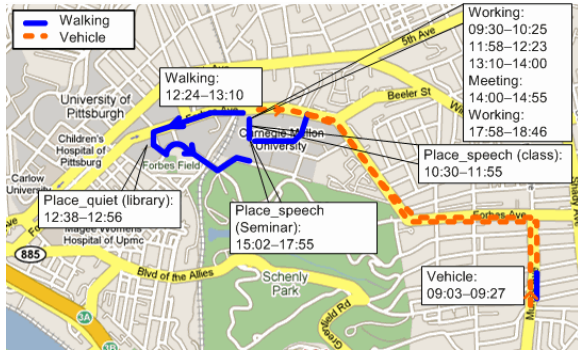 Walking
Vehicle
Working:
09:30–10:25
11:58–12:23
13:10–14:00
Meeting:
14:00–14:55
Working:
17:58–18:46
5th Ave
Walking:
12:24–13:10
Beeler St
University of
Pittsburgh
Children's
Hospital of
Pittsburgh
Carnegie Mellon
University
Place_speech (class):
10:30–11:55
Forbes Field
Carlow
University
Place_quiet (library):
12:38–12:56
Place_speech
(Seminar):
15:02–17:55
Forbes Ave
Magee Womens
Hospital of Upmc
885
Blvd of the Allies
Schenly
Park
Vehicle:
09:03–09:27
Greenfield Rd
3A